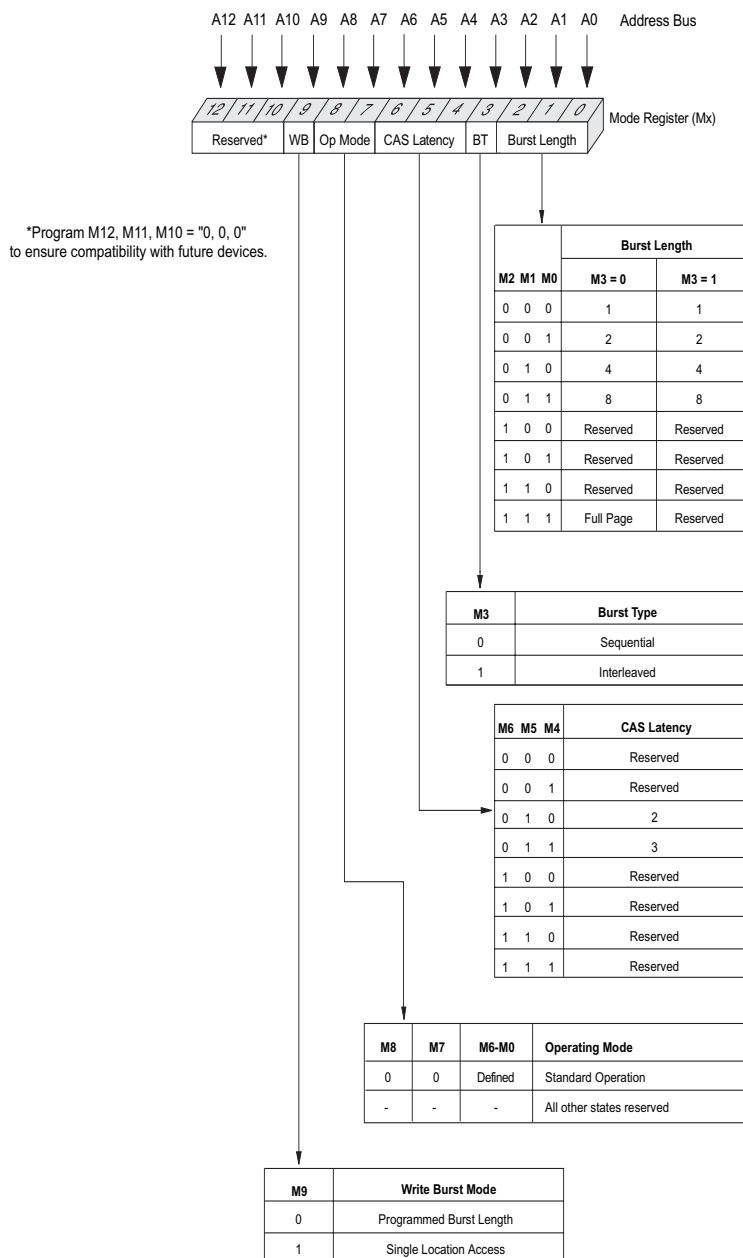 A12 A11 A10 A9 A8 A7 A6 A5 A4 A3 A2 A1 A0 Address Bus
12 11 10 9 8 7 6 5 4 3 2 1 0
Mode Register (Mx)
Reserved* WB Op Mode CAS Latency BT Burst Length
*Program M12, M11, M10 = "0, 0, 0"
to ensure compatibility with future devices.
Burst Length
M2 M1 M0 M3 = 0 M3 = 1
0 0 0 1 1
0 0 1 2 2
0 1 0 4 4
0 1 1 8 8
1 0 0 Reserved Reserved
1 0 1 Reserved Reserved
1 1 0 Reserved Reserved
1 1 1 Full Page Reserved
M3 Burst Type
0 Sequential
1 Interleaved
M6 M5 M4 CAS Latency
0 0 0 Reserved
0 0 1 Reserved
0 1 0 2
0 1 1 3
1 0 0 Reserved
1 0 1 Reserved
1 1 0 Reserved
1 1 1 Reserved
M8 M7 M6-M0 Operating Mode
0 0 Defined Standard Operation
- - - All other states reserved
M9 Write Burst Mode
0 Programmed Burst Length
1 Single Location Access